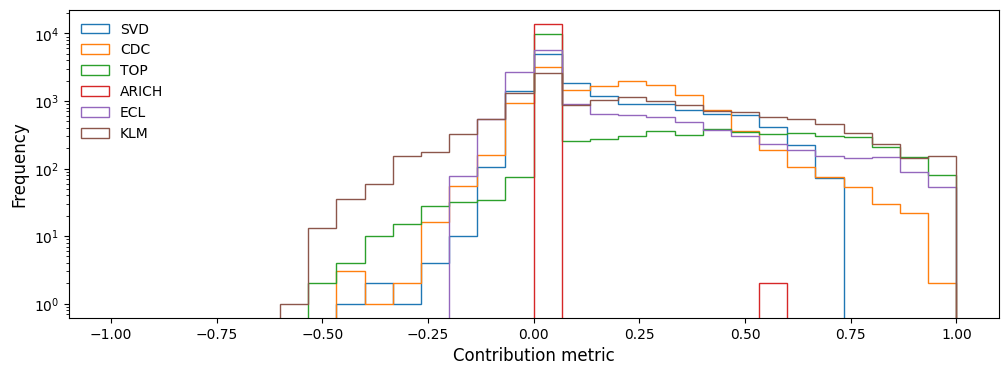 SVD
CDC
TOP
ARICH
ECL
KLM
Frequency
10⁴
10³
10²
10¹
10⁰
−1.00 −0.75 −0.50 −0.25 0.00 0.25 0.50 0.75 1.00
Contribution metric